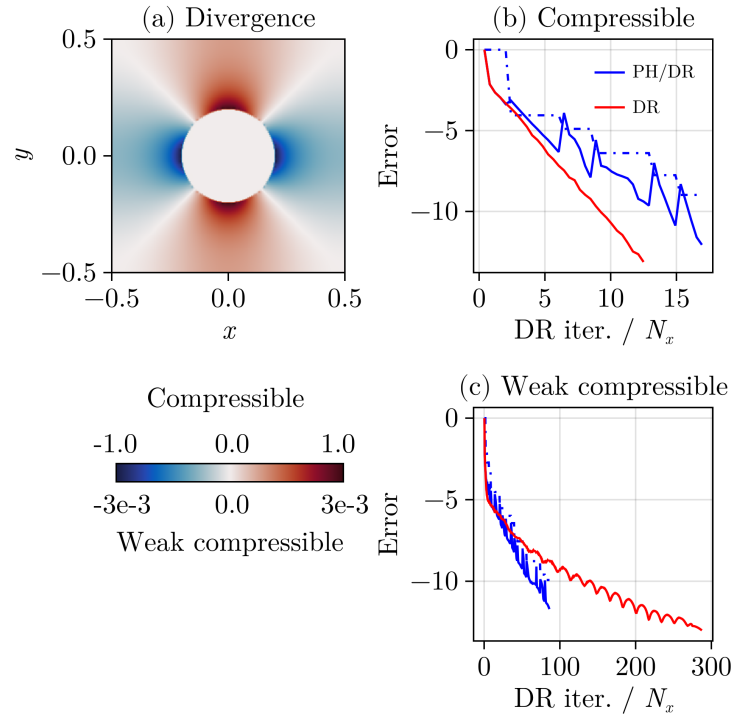 (a) Divergence
0.5
0.0
−0.5
y
−0.5
0.0
0.5
x
Compressible
-1.0 0.0 1.0
-3e-3 0.0 3e-3
Weak compressible
(b) Compressible
0
−5
−10
Error
PH/DR
DR
0 5 10 15
DR iter. / Nₓ
(c) Weak compressible
0
−5
−10
Error
0 100 200 300
DR iter. / Nₓ